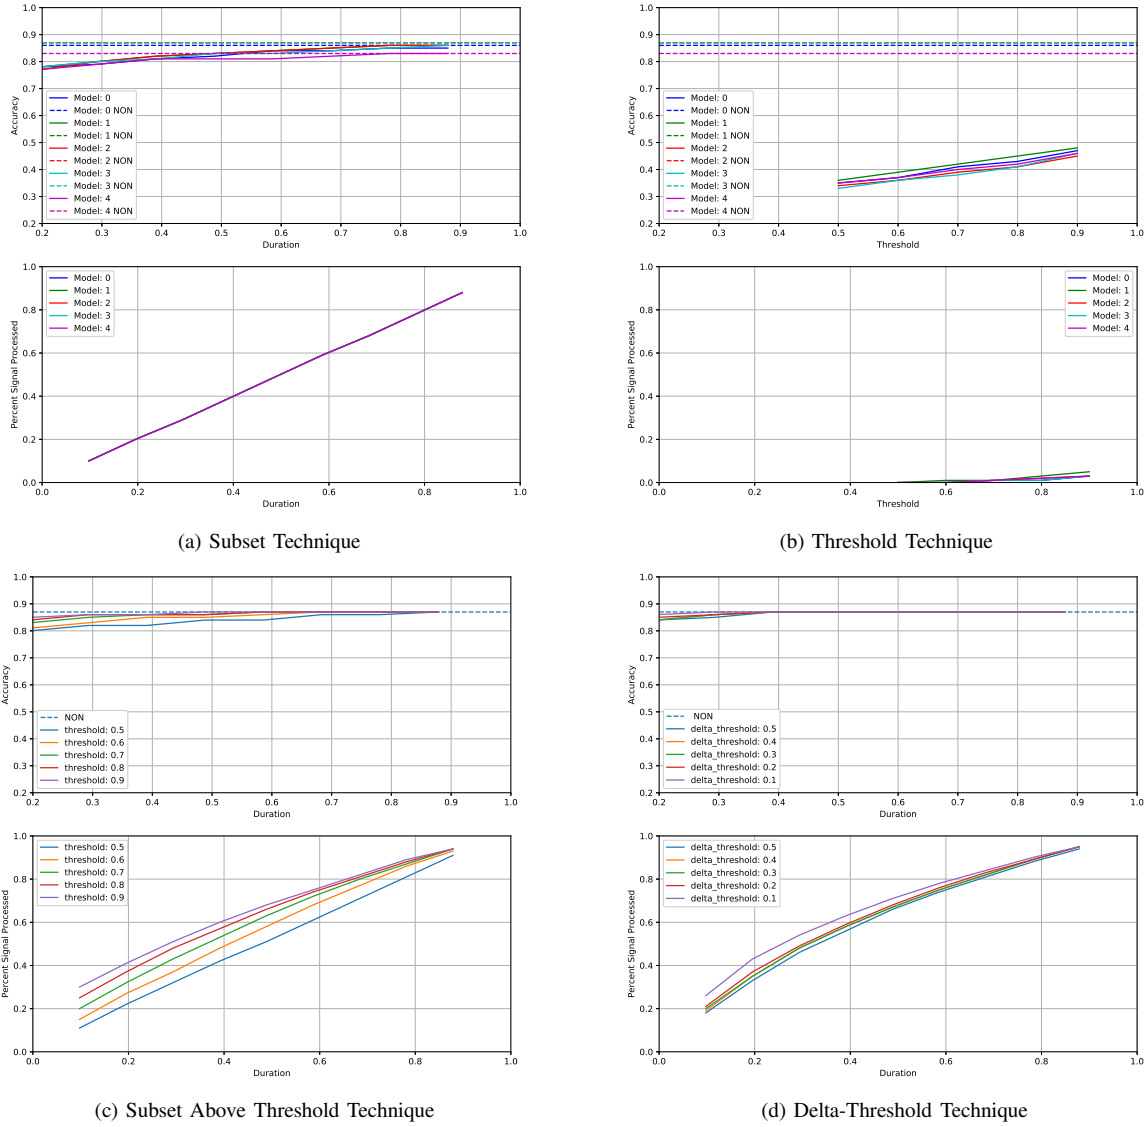 1.0
0.9
0.8
0.7
0.6
0.5
0.4
0.3
0.2
Accuracy
Model: 0
Model: 0 NON
Model: 1
Model: 1 NON
Model: 2
Model: 2 NON
Model: 3
Model: 3 NON
Model: 4
Model: 4 NON
0.2 0.3 0.4 0.5 0.6 0.7 0.8 0.9 1.0
Duration
1.0
0.9
0.8
0.7
0.6
0.5
0.4
0.3
0.2
Accuracy
Model: 0
Model: 0 NON
Model: 1
Model: 1 NON
Model: 2
Model: 2 NON
Model: 3
Model: 3 NON
Model: 4
Model: 4 NON
0.2 0.3 0.4 0.5 0.6 0.7 0.8 0.9 1.0
Threshold
1.0
0.8
0.6
0.4
0.2
0.0
Percent Signal Processed
Model: 0
Model: 1
Model: 2
Model: 3
Model: 4
0.0 0.2 0.4 0.6 0.8 1.0
Duration
(a) Subset Technique
1.0
0.8
0.6
0.4
0.2
0.0
Percent Signal Processed
Model: 0
Model: 1
Model: 2
Model: 3
Model: 4
0.0 0.2 0.4 0.6 0.8 1.0
Threshold
(b) Threshold Technique
1.0
0.9
0.8
0.7
0.6
0.5
0.4
0.3
0.2
Accuracy
NON
threshold: 0.5
threshold: 0.6
threshold: 0.7
threshold: 0.8
threshold: 0.9
0.2 0.3 0.4 0.5 0.6 0.7 0.8 0.9 1.0
Duration
1.0
0.9
0.8
0.7
0.6
0.5
0.4
0.3
0.2
Accuracy
NON
delta_threshold: 0.5
delta_threshold: 0.4
delta_threshold: 0.3
delta_threshold: 0.2
delta_threshold: 0.1
0.2 0.3 0.4 0.5 0.6 0.7 0.8 0.9 1.0
Duration
1.0
0.8
0.6
0.4
0.2
0.0
Percent Signal Processed
threshold: 0.5
threshold: 0.6
threshold: 0.7
threshold: 0.8
threshold: 0.9
0.0 0.2 0.4 0.6 0.8 1.0
Duration
(c) Subset Above Threshold Technique
1.0
0.8
0.6
0.4
0.2
0.0
Percent Signal Processed
delta_threshold: 0.5
delta_threshold: 0.4
delta_threshold: 0.3
delta_threshold: 0.2
delta_threshold: 0.1
0.0 0.2 0.4 0.6 0.8 1.0
Duration
(d) Delta-Threshold Technique